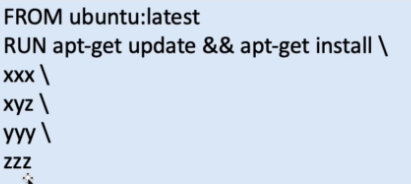 FROM ubuntu:latest
RUN apt-get update && apt-get install \
xxx \
xyz \
yyy \
zzz